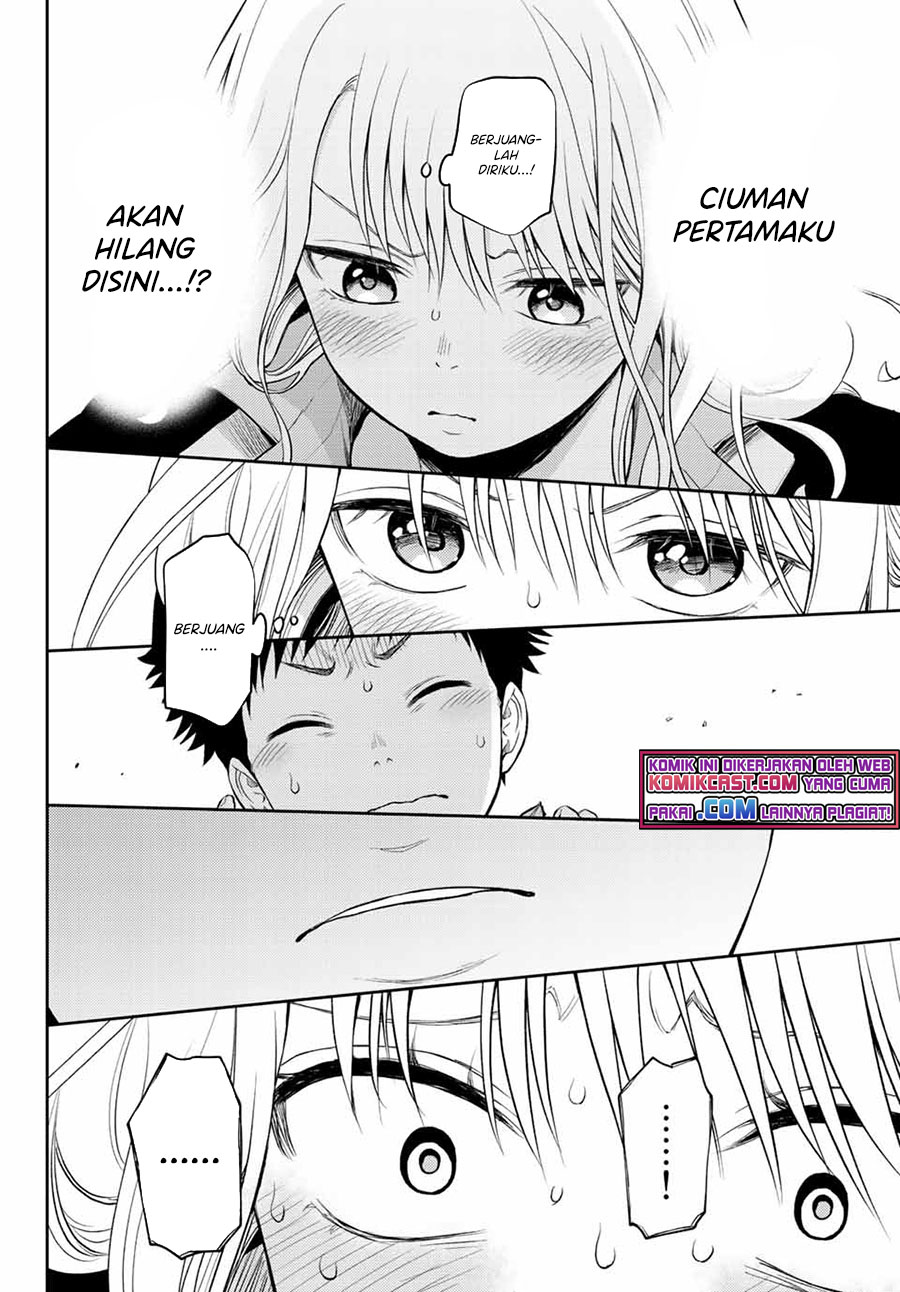 CIUMAN
PERTAMAKU
BERJUANG-
LAH
DIRIKU...!
AKAN
HILANG
DISINI...!?
BERJUANG
....
KOMIK INI DIKERJAKAN OLEH WEB
KOMIKCAST.COM YANG CUMA
PAKAI .COM LAINNYA PLAGIAT!
........!
......